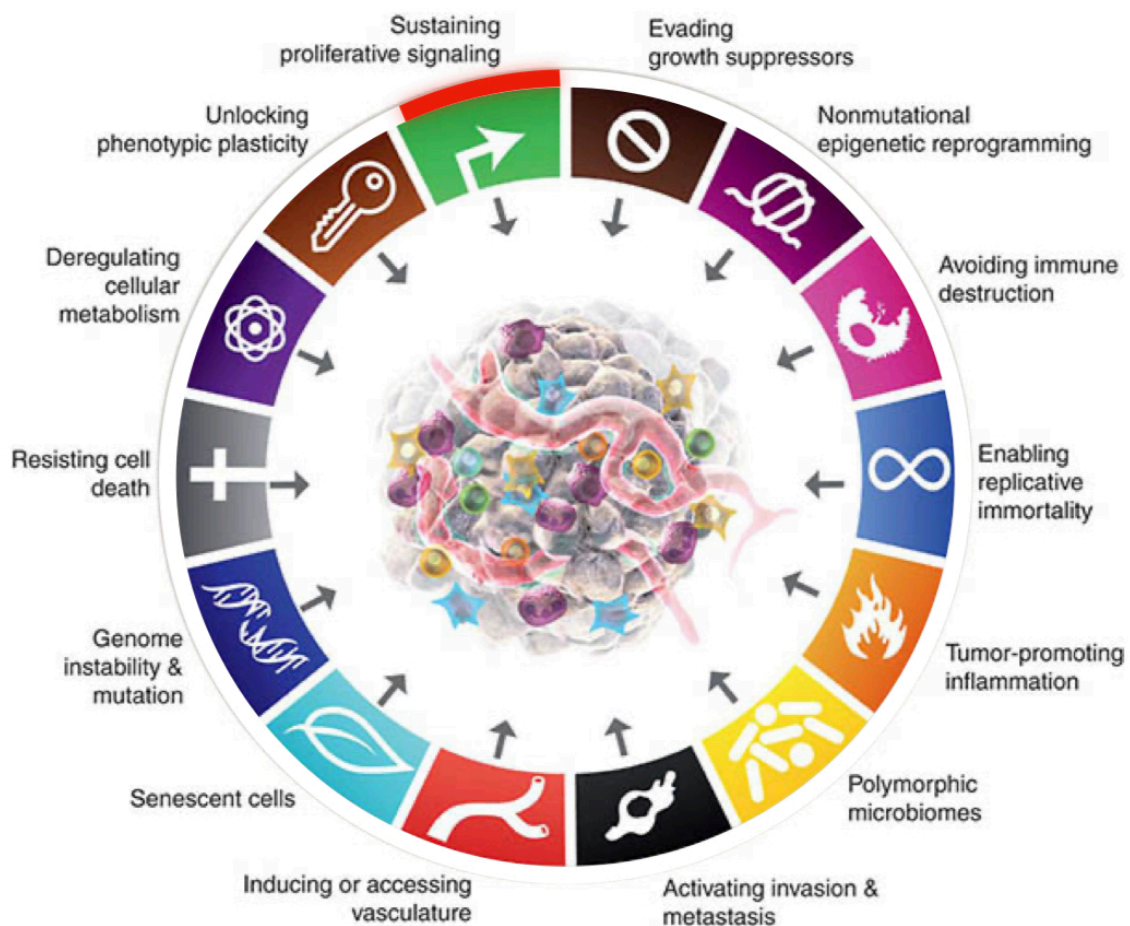 Sustaining
proliferative signaling
Evading
growth suppressors
Nonmutational
epigenetic reprogramming
Avoiding immune
destruction
Enabling
replicative
immortality
Tumor-promoting
inflammation
Polymorphic
microbiomes
Activating invasion &
metastasis
Inducing or accessing
vasculature
Senescent cells
Genome
instability &
mutation
Resisting cell
death
Deregulating
cellular
metabolism
Unlocking
phenotypic plasticity